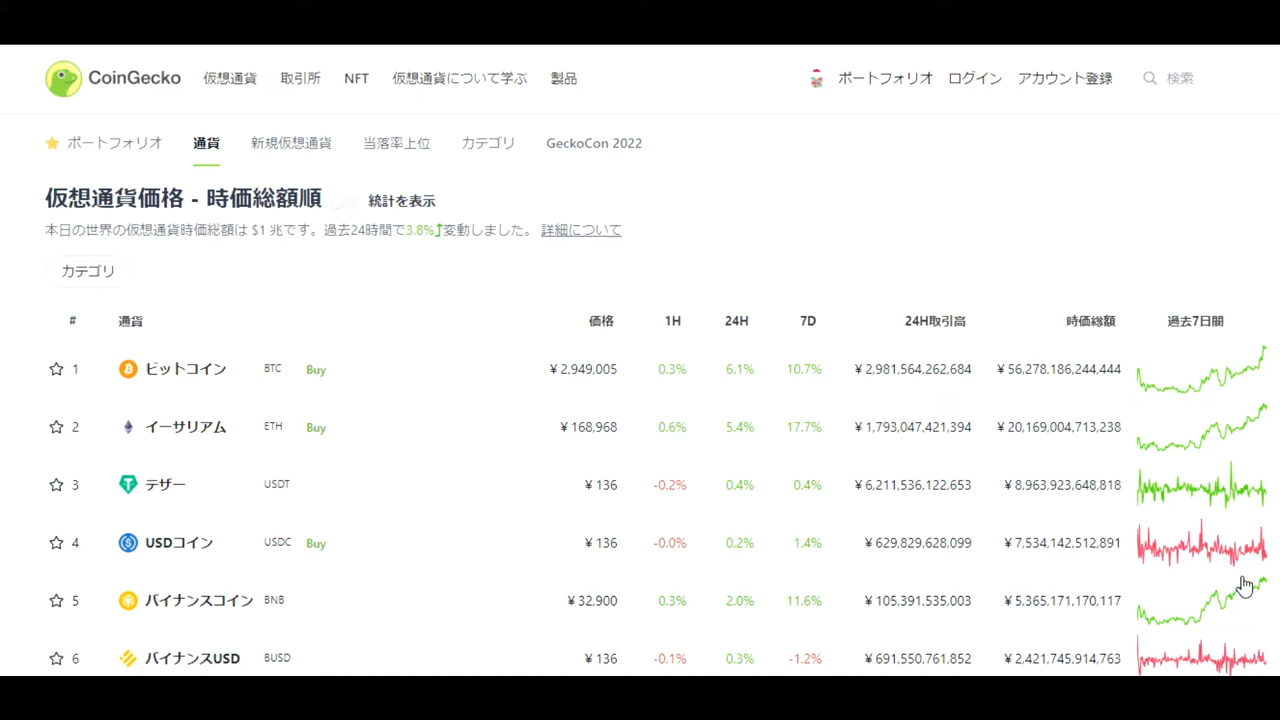 CoinGecko 仮想通貨 取引所 NFT 仮想通貨について学ぶ 製品 ポートフォリオ ログイン アカウント登録 検索
ポートフォリオ 通貨 新規仮想通貨 当落率上位 カテゴリ GeckoCon 2022
仮想通貨価格 - 時価総額順 統計を表示
本日の世界の仮想通貨時価総額は $1 兆です。過去24時間で3.8%変動しました。 詳細について
カテゴリ
# 通貨 価格 1H 24H 7D 24H取引高 時価総額 過去7日間
1 ビットコイン BTC Buy ¥2,949,005 0.3% 6.1% 10.7% ¥2,981,564,262,684 ¥56,278,186,244,444
2 イーサリアム ETH Buy ¥168,968 0.6% 5.4% 17.7% ¥1,793,047,421,394 ¥20,169,004,713,238
3 テザー USDT ¥136 -0.2% 0.4% 0.4% ¥6,211,536,122,653 ¥8,963,923,648,818
4 USDコイン USDC Buy ¥136 -0.0% 0.2% 1.4% ¥629,829,628,099 ¥7,534,142,512,891
5 バイナンスコイン BNB ¥32,900 0.3% 2.0% 11.6% ¥105,391,535,003 ¥5,365,171,170,117
6 バイナンスUSD BUSD ¥136 -0.1% 0.3% -1.2% ¥691,550,761,852 ¥2,421,745,914,763